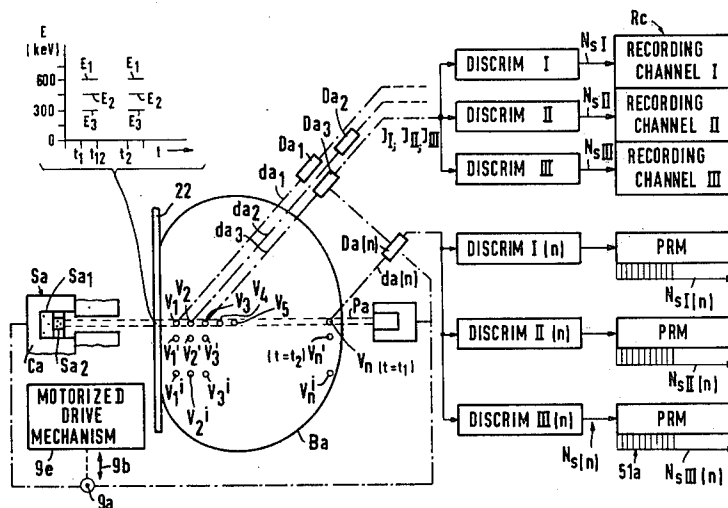 E
(keV)
600
300
0
E1
E2
E3
E1
E2
E3
t1 t12 t2 t
22
Da1
Da2
Da3
da1
da2
da3
]I, ]II, ]III
DISCRIM I
DISCRIM II
DISCRIM III
NsI
NsII
NsIII
Rc
RECORDING CHANNEL I
RECORDING CHANNEL II
RECORDING CHANNEL III
Da(n)
da(n)
DISCRIM I(n)
DISCRIM II(n)
DISCRIM III(n)
Ns(n)
PRM
NsI(n)
PRM
NsII(n)
PRM
51a
NsIII(n)
Sa
Sa1
Sa2
Ca
V1 V2 V3 V4 V5
V1' V2' V3'
V1i V2i V3i
(t=t2) Vn'
Vn (t=t1)
Vni
Pa
Ba
MOTORIZED DRIVE MECHANISM
9e
9b
9a